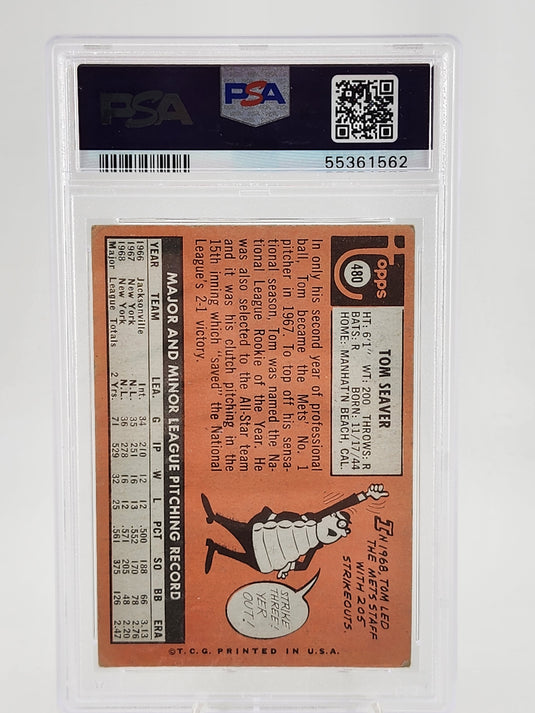 PSA
PSA
55361562
topps
480
TOM SEAVER
HT: 6'1" WT: 200 THROWS: R
BATS: R BORN: 11/17/44
HOME: MANHAT'N BEACH, CAL.
In only his second year of professional
ball, Tom became the Mets' No. 1
pitcher in 1967. To top off his sensa-
tional season, Tom was named the Na-
tional League Rookie of the Year. He
was also selected to the All-Star team
and it was his clutch pitching in the
15th inning which "saved" the National
League's 2-1 victory.
IN 1968, TOM LED
THE METS STAFF
WITH 205
STRIKEOUTS.
STRIKE
THREE!
YER
OUT!
MAJOR AND MINOR LEAGUE PITCHING RECORD
YEAR TEAM LEA. G IP W L PCT SO BB ERA
1966 Jacksonville Int. 34 210 12 12 .500 188 66 3.13
1967 New York N.L. 35 251 16 13 .552 170 78 2.76
1968 New York N.L. 36 278 16 12 .571 205 48 2.20
Major League Totals 2 Yrs. 71 529 32 25 .561 375 126 2.47
©T.C.G. PRINTED IN U.S.A.